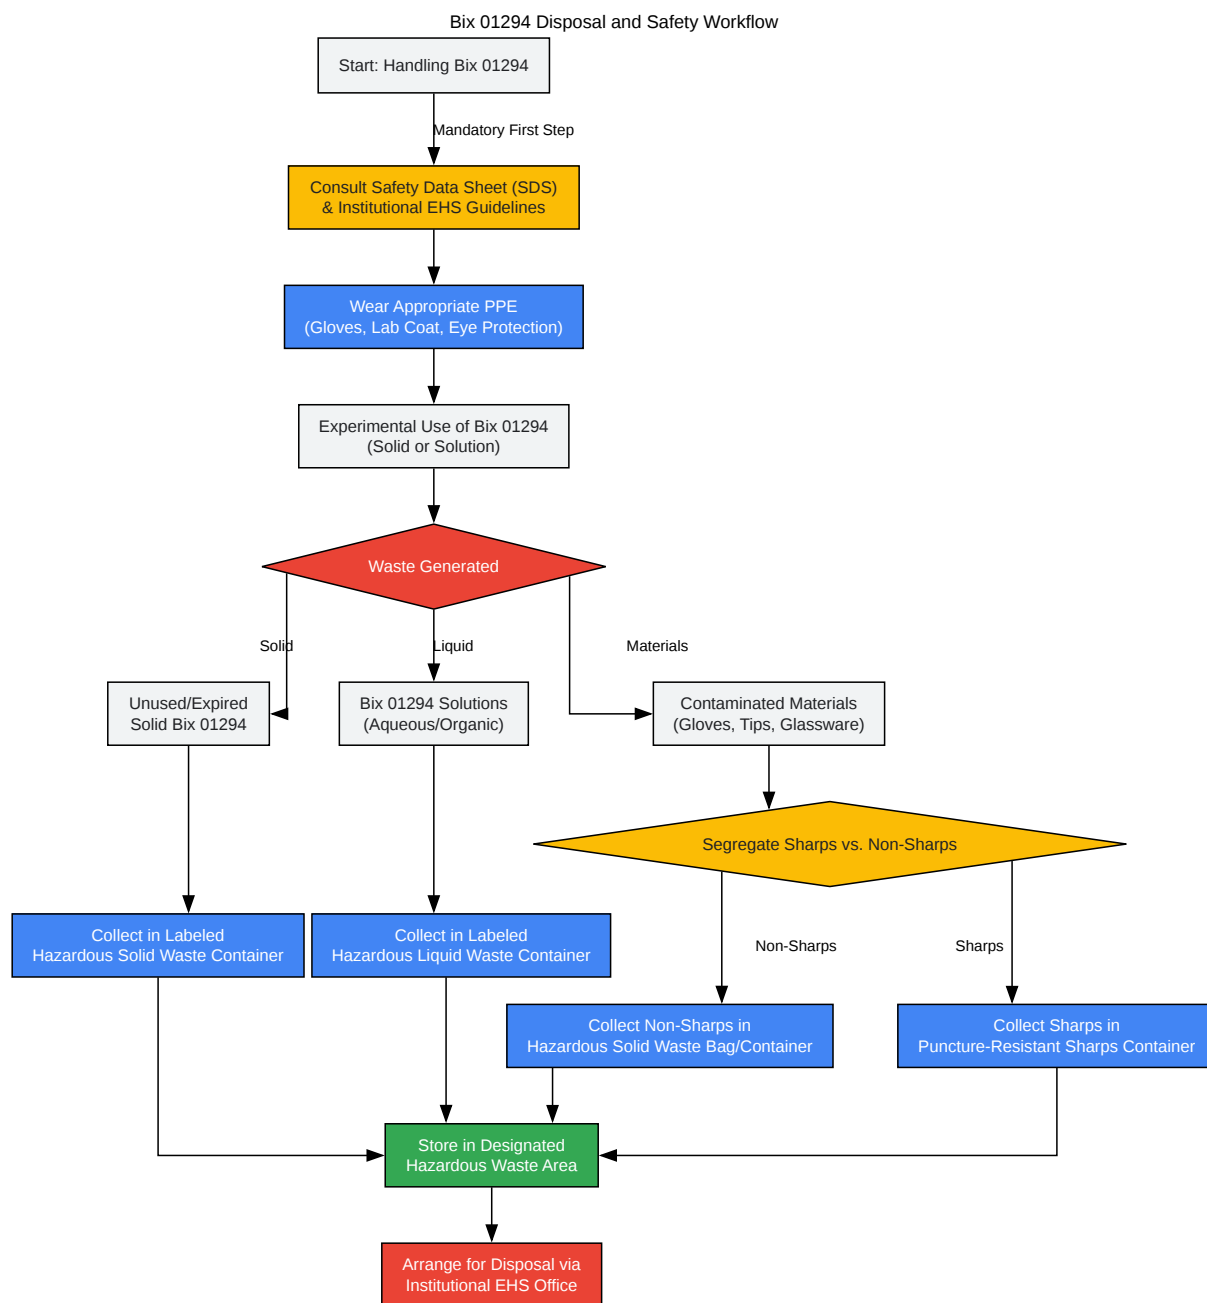 Bix 01294 Disposal and Safety Workflow
Start: Handling Bix 01294
Mandatory First Step
Consult Safety Data Sheet (SDS)
& Institutional EHS Guidelines
Wear Appropriate PPE
(Gloves, Lab Coat, Eye Protection)
Experimental Use of Bix 01294
(Solid or Solution)
Waste Generated
Solid
Liquid
Materials
Unused/Expired
Solid Bix 01294
Bix 01294 Solutions
(Aqueous/Organic)
Contaminated Materials
(Gloves, Tips, Glassware)
Segregate Sharps vs. Non-Sharps
Collect in Labeled
Hazardous Solid Waste Container
Collect in Labeled
Hazardous Liquid Waste Container
Non-Sharps
Sharps
Collect Non-Sharps in
Hazardous Solid Waste Bag/Container
Collect Sharps in
Puncture-Resistant Sharps Container
Store in Designated
Hazardous Waste Area
Arrange for Disposal via
Institutional EHS Office